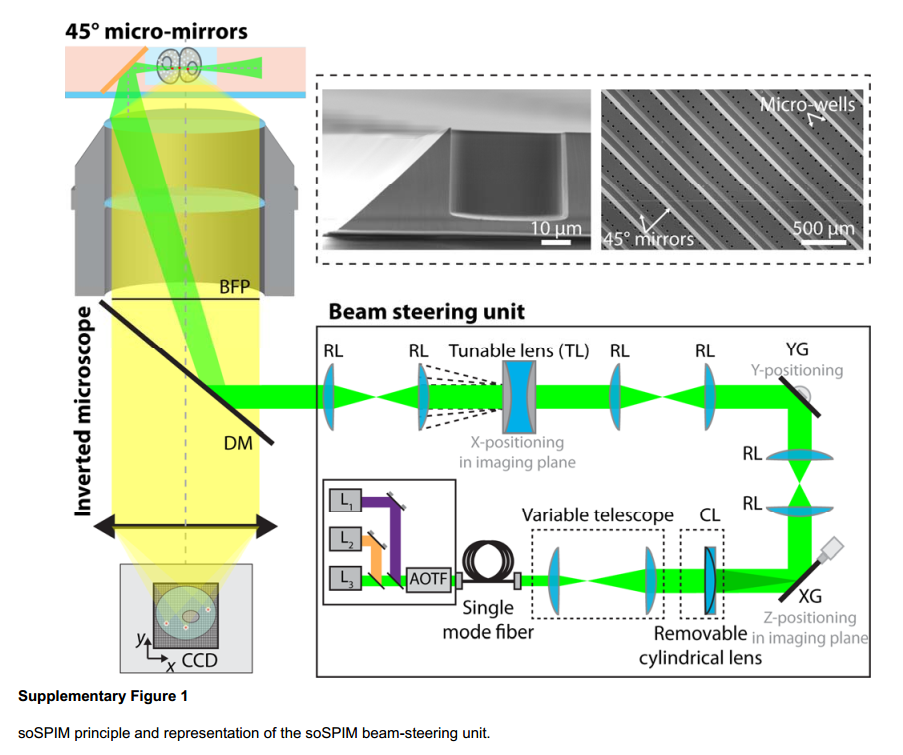 45° micro-mirrors
Micro-wells
10 µm
45° mirrors
500 µm
BFP
Inverted microscope
DM
Beam steering unit
RL
RL
Tunable lens (TL)
RL
RL
YG
Y-positioning
X-positioning
in imaging plane
RL
RL
L1
L2
L3
AOTF
Single
mode fiber
Variable telescope
CL
Removable
cylindrical lens
XG
Z-positioning
in imaging plane
y
x
CCD
Supplementary Figure 1
soSPIM principle and representation of the soSPIM beam-steering unit.